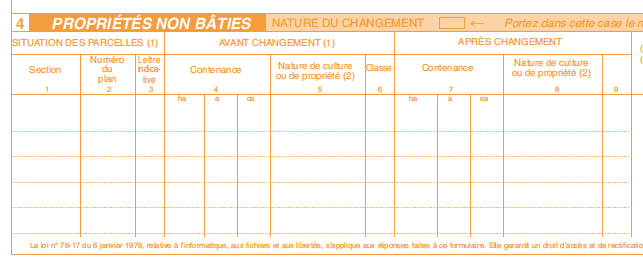 4 PROPRIÉTÉS NON BÂTIES NATURE DU CHANGEMENT ← Portez dans cette case le
SITUATION DES PARCELLES (1) AVANT CHANGEMENT (1) APRÈS CHANGEMENT
Section Numéro du plan Lettre indica- tive Contenance Nature de culture ou de propriété (2) Classe Contenance Nature de culture ou de propriété (2)
1 2 3 4 5 6 7 8 9
ha a ca ha a ca
La loi n° 78-17 du 6 janvier 1978, relative à l'informatique, aux fichiers et aux libertés, s'applique aux réponses faites à ce formulaire. Elle garantit un droit d'accès et de rectificatio